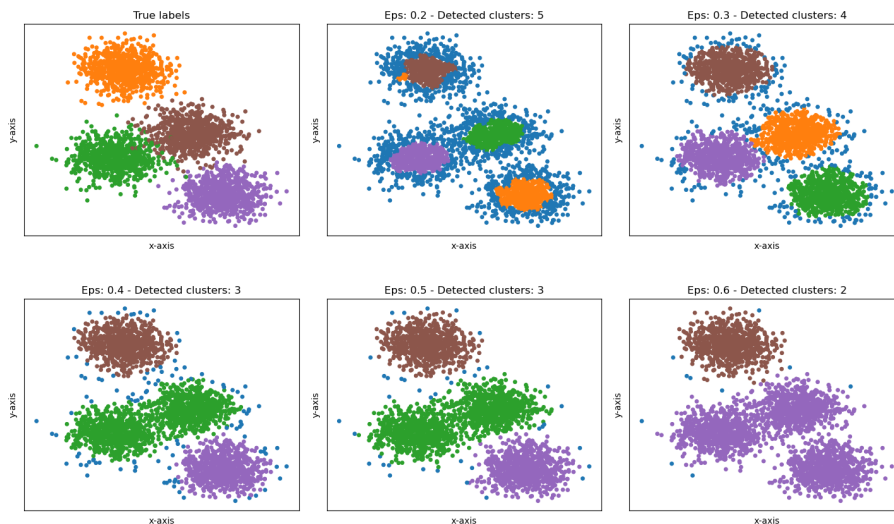 True labels
Eps: 0.2 - Detected clusters: 5
Eps: 0.3 - Detected clusters: 4
y-axis
y-axis
y-axis
x-axis
x-axis
x-axis
Eps: 0.4 - Detected clusters: 3
Eps: 0.5 - Detected clusters: 3
Eps: 0.6 - Detected clusters: 2
y-axis
y-axis
y-axis
x-axis
x-axis
x-axis